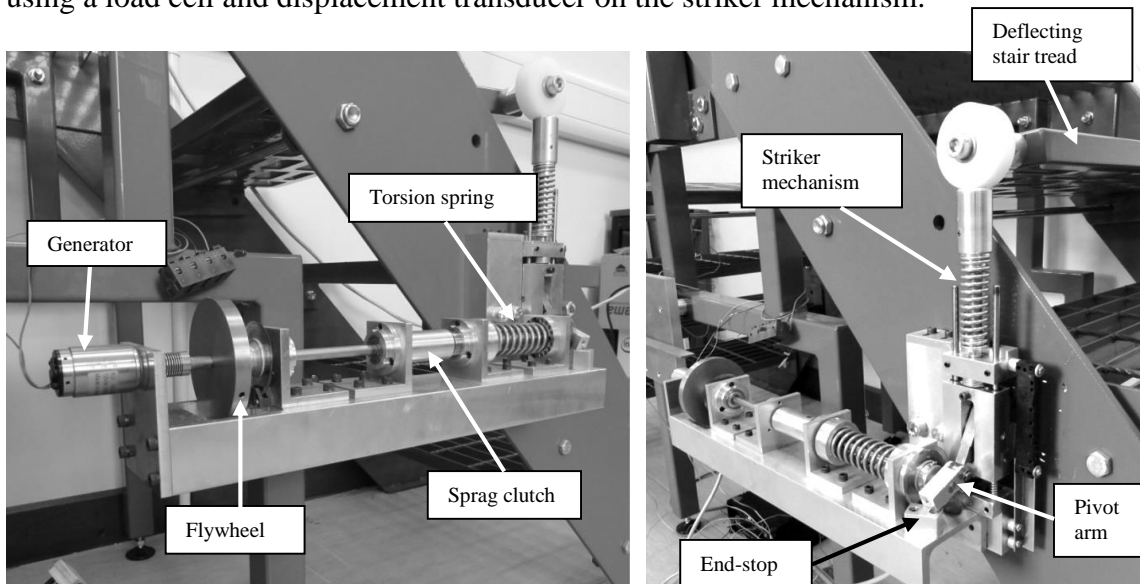 using a load cell and displacement transducer on the striker mechanism.
Deflecting
stair tread
Striker
mechanism
Torsion spring
Generator
Sprag clutch
Flywheel
Pivot
arm
End-stop